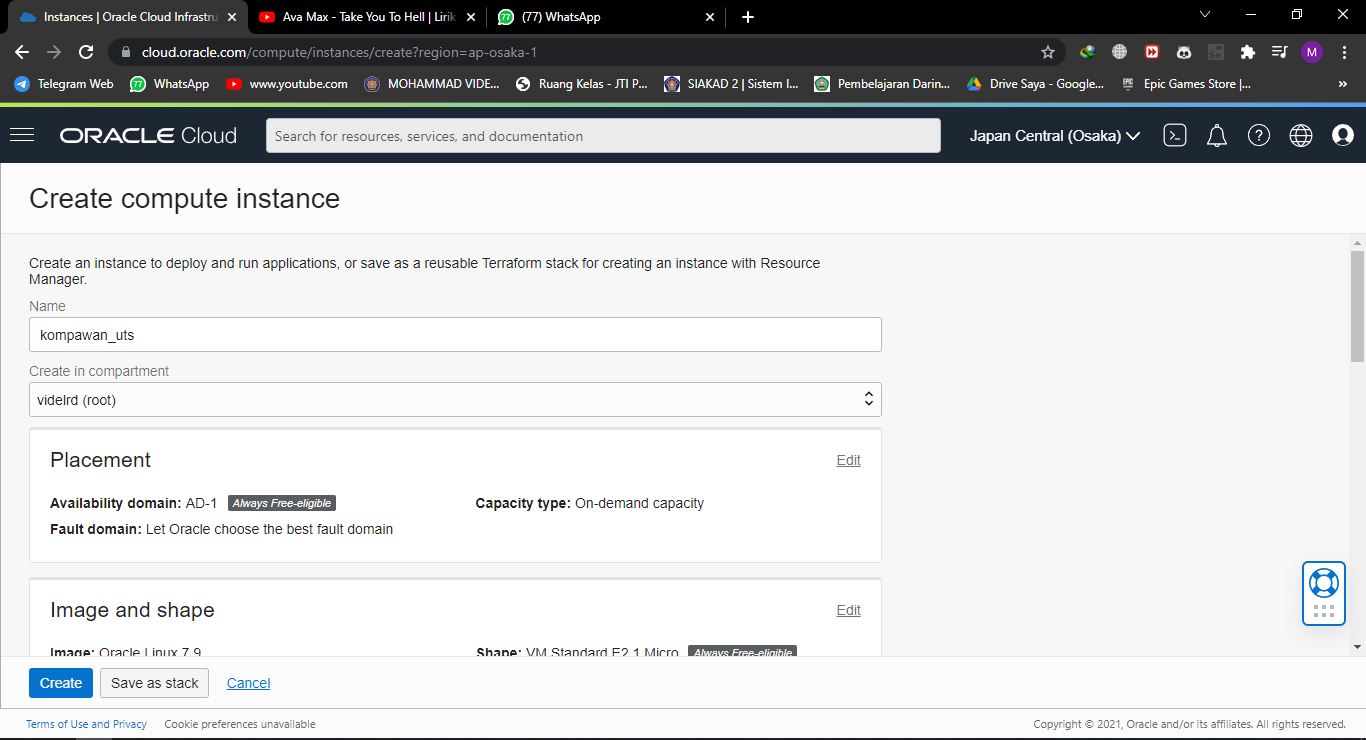 Instances | Oracle Cloud Infrastru
Ava Max - Take You To Hell | Lirik
(77) WhatsApp
cloud.oracle.com/compute/instances/create?region=ap-osaka-1
M
Telegram Web
77 WhatsApp
www.youtube.com
MOHAMMAD VIDE...
Ruang Kelas - JTI P...
SIAKAD 2 | Sistem I...
Pembelajaran Darin...
Drive Saya - Google...
Epic Games Store |...
ORACLE Cloud
Search for resources, services, and documentation
Japan Central (Osaka)
Create compute instance
Create an instance to deploy and run applications, or save as a reusable Terraform stack for creating an instance with Resource
Manager.
Name
kompawan_uts
Create in compartment
videlrd (root)
Placement
Edit
Availability domain: AD-1 Always Free-eligible
Capacity type: On-demand capacity
Fault domain: Let Oracle choose the best fault domain
Image and shape
Edit
Image: Oracle Linux 7.9
Shape: VM.Standard.E2.1.Micro Always Free-eligible
Create
Save as stack
Cancel
Terms of Use and Privacy
Cookie preferences unavailable
Copyright © 2021, Oracle and/or its affiliates. All rights reserved.